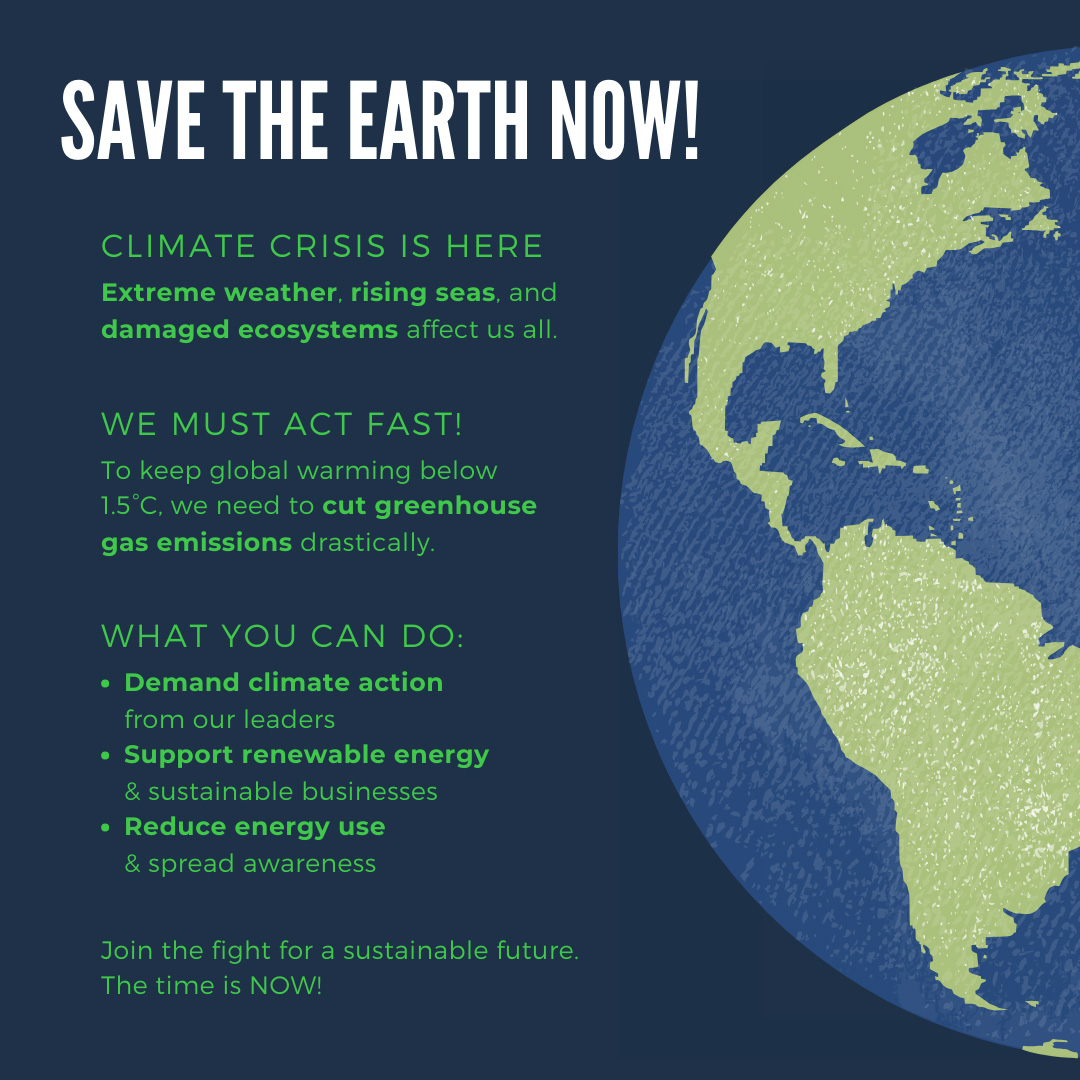 SAVE THE EARTH NOW!
CLIMATE CRISIS IS HERE
Extreme weather, rising seas, and
damaged ecosystems affect us all.
WE MUST ACT FAST!
To keep global warming below
1.5°C, we need to cut greenhouse
gas emissions drastically.
WHAT YOU CAN DO:
• Demand climate action
from our leaders
• Support renewable energy
& sustainable businesses
• Reduce energy use
& spread awareness
Join the fight for a sustainable future.
The time is NOW!